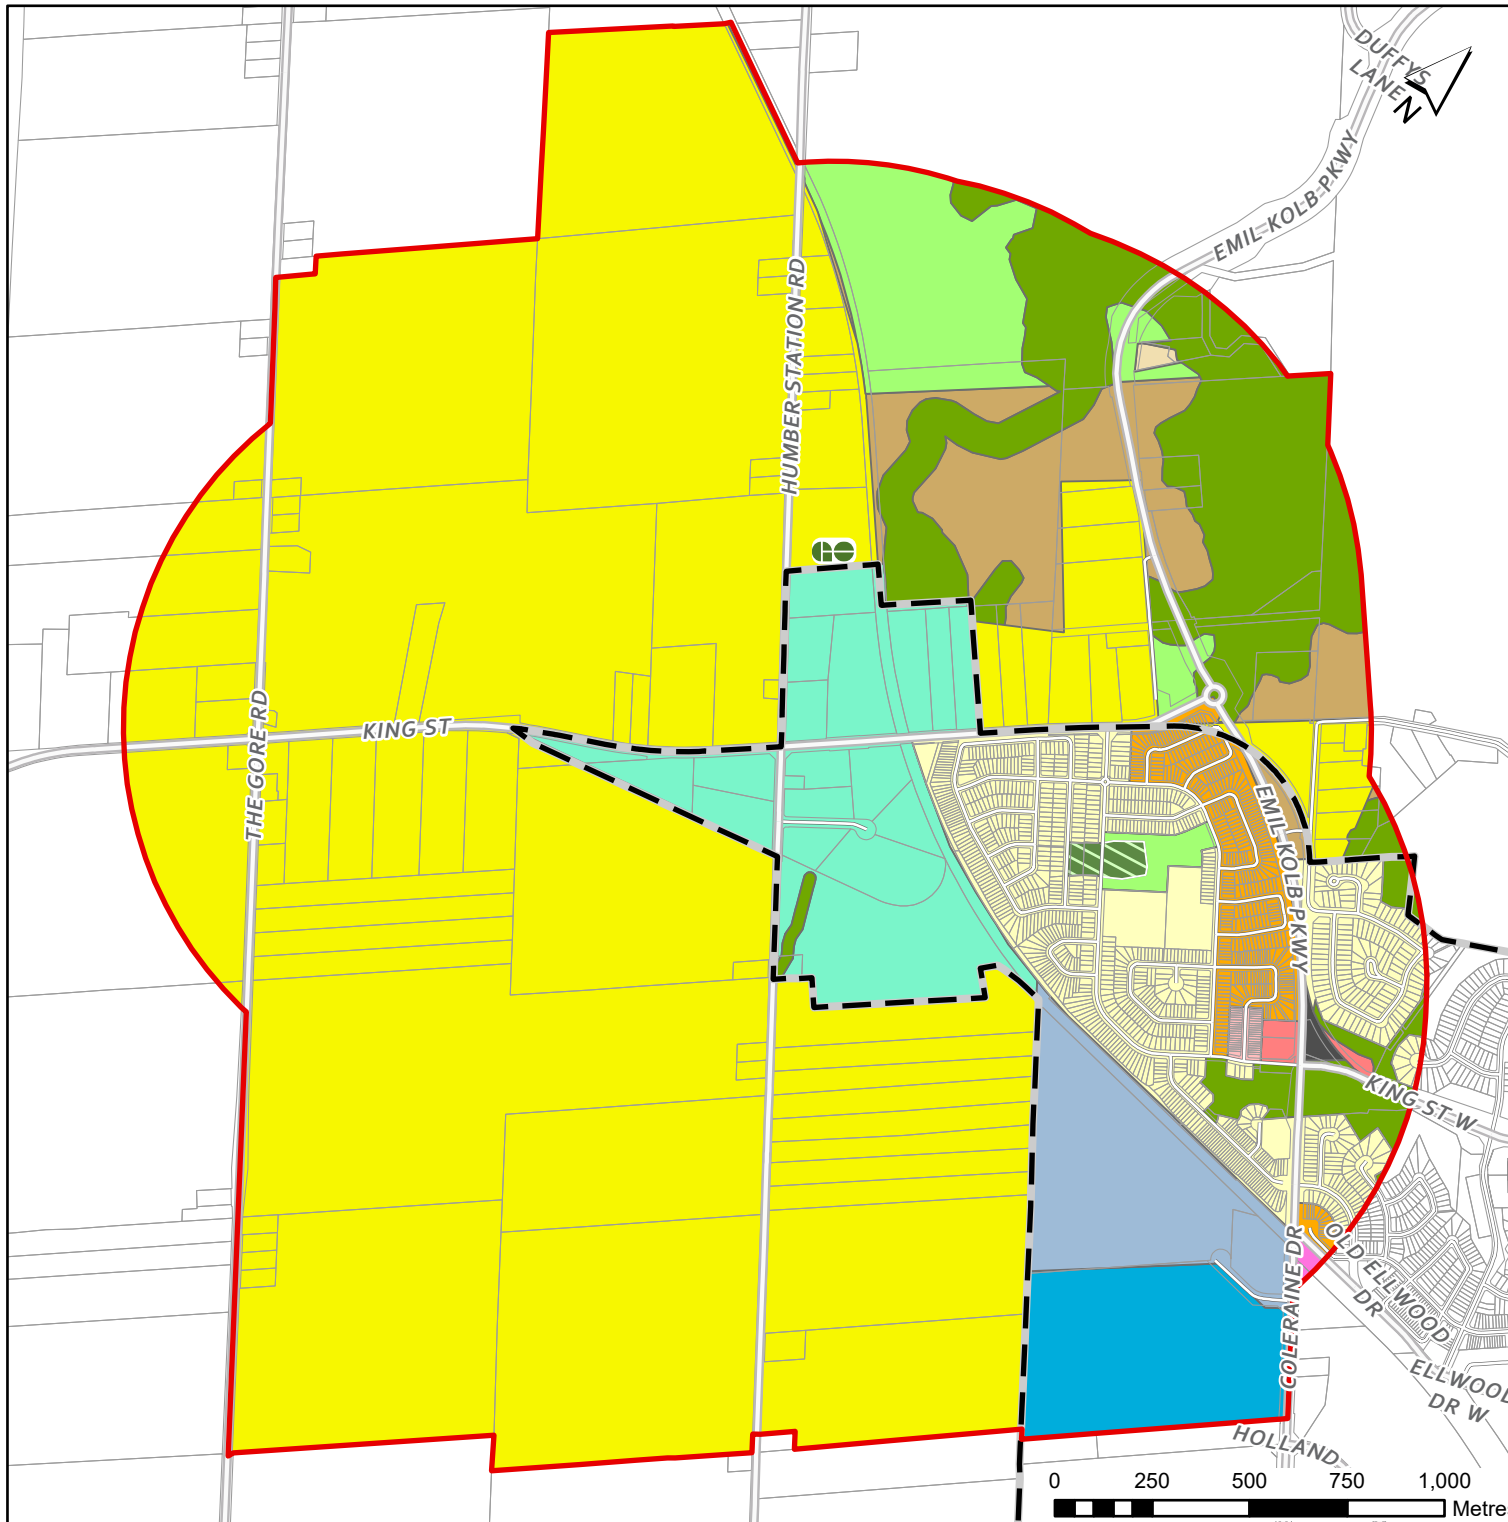 DUFFYS
LANE
N
EMIL KOLB PKWY
HUMBER STATION RD
KING ST
THE GORE RD
EMIL KOLB PKWY
KING ST W
OLD ELLWOOD
DR
COLERAINE DR
ELLWOOD
DR W
HOLLAND
0 250 500 750 1,000
Metre